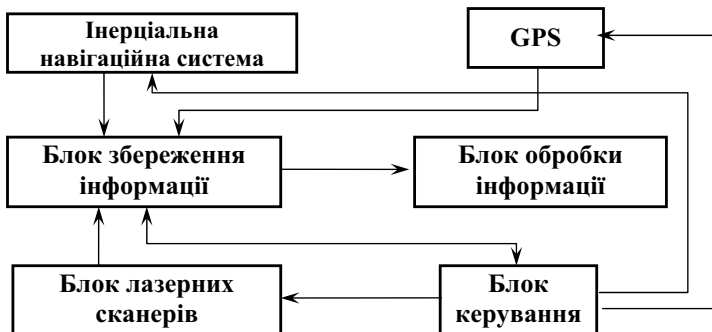 Інерціальна
навігаційна система
GPS
Блок збереження
інформації
Блок обробки
інформації
Блок лазерних
сканерів
Блок
керування